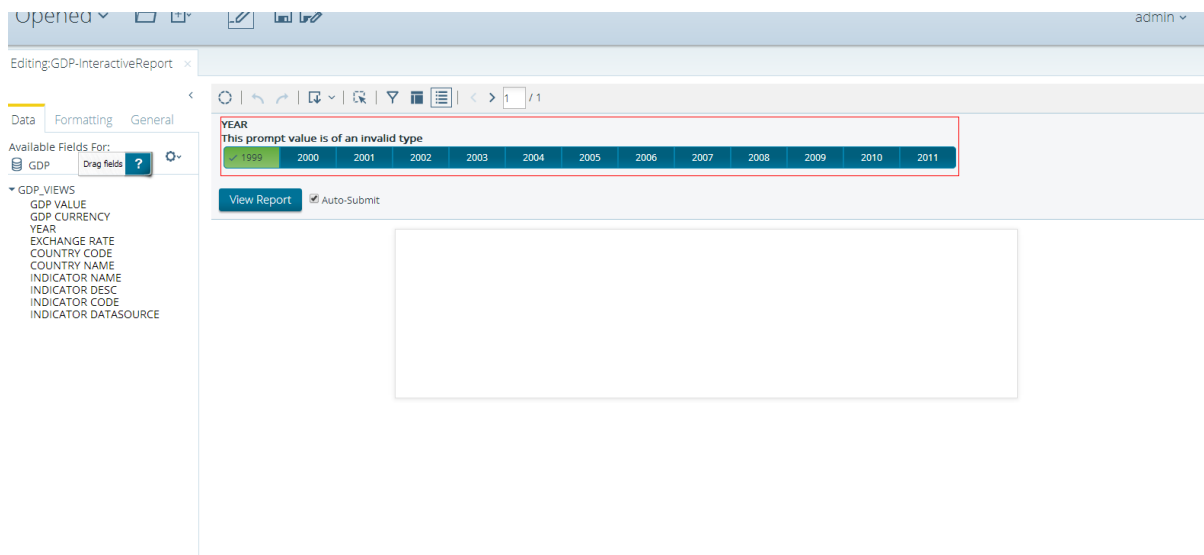 Opened
admin
Editing:GDP-InteractiveReport ×
Data Formatting General
1 / 1
YEAR
This prompt value is of an invalid type
✓ 1999 2000 2001 2002 2003 2004 2005 2006 2007 2008 2009 2010 2011
Available Fields For:
GDP
Drag fields ?
View Report Auto-Submit
GDP_VIEWS
GDP VALUE
GDP CURRENCY
YEAR
EXCHANGE RATE
COUNTRY CODE
COUNTRY NAME
INDICATOR NAME
INDICATOR DESC
INDICATOR CODE
INDICATOR DATASOURCE